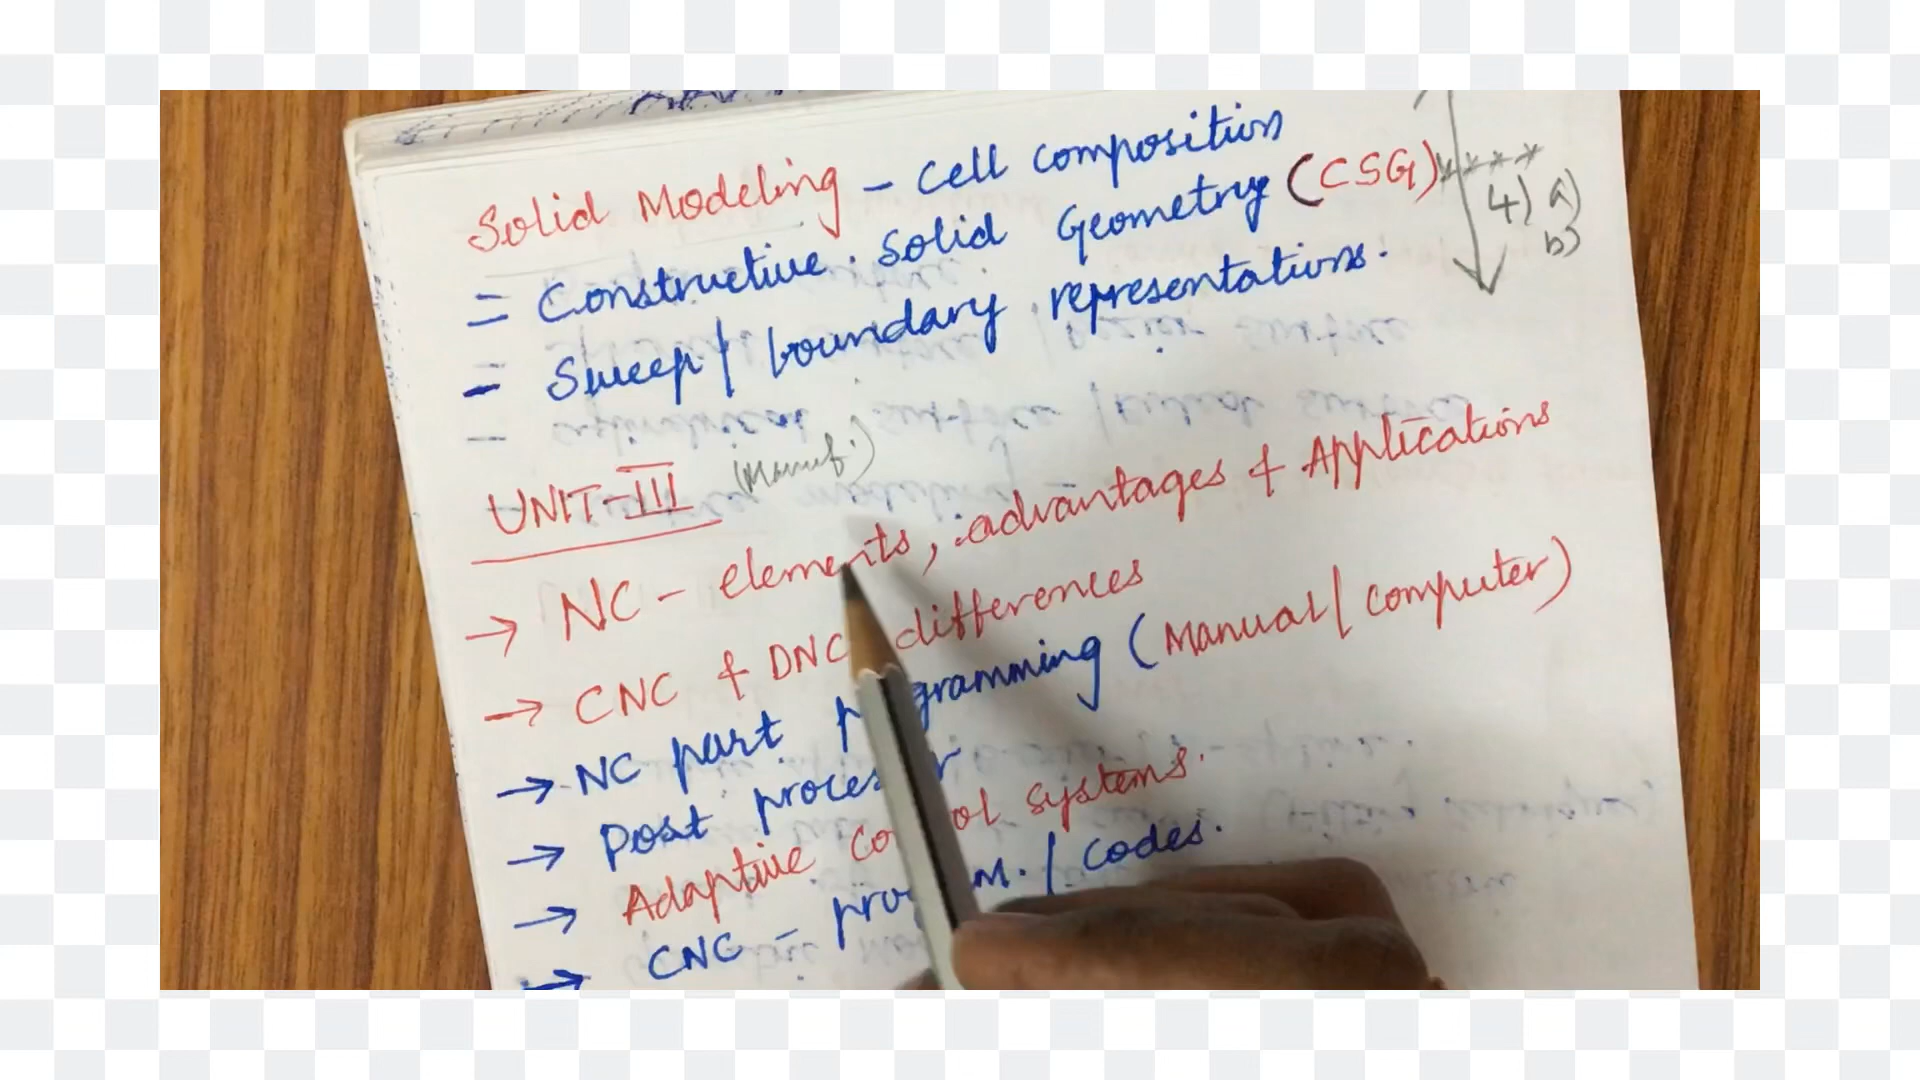 Solid Modeling - Cell composition
= Constructive solid Geometry (CSG) ****
4) a)
b)
- Sweep / boundary representations.
UNIT-III (Manuf.)
→ NC - elements, advantages & Applications
→ CNC & DNC differences
→ NC part programming (Manual / computer)
→ Post processor
→ Adaptive control systems.
→ CNC - program. / codes.